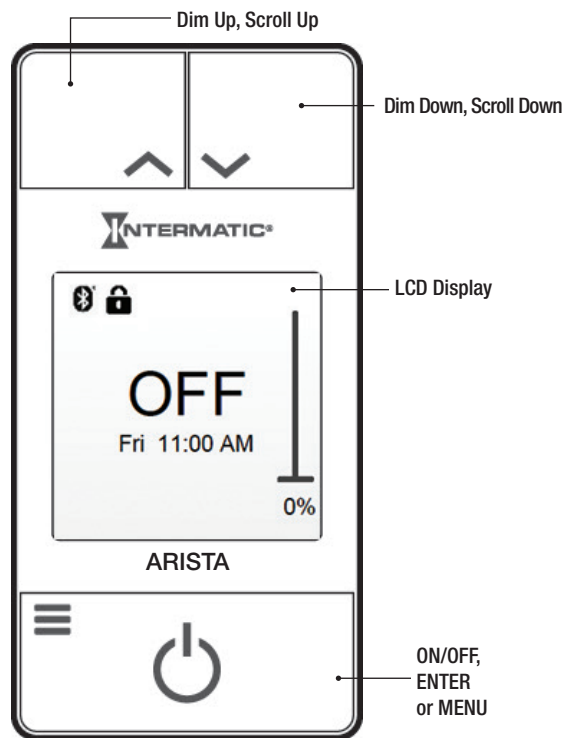 Dim Up, Scroll Up
Dim Down, Scroll Down
INTERMATIC®
LCD Display
OFF
Fri 11:00 AM
0%
ARISTA
ON/OFF,
ENTER
or MENU